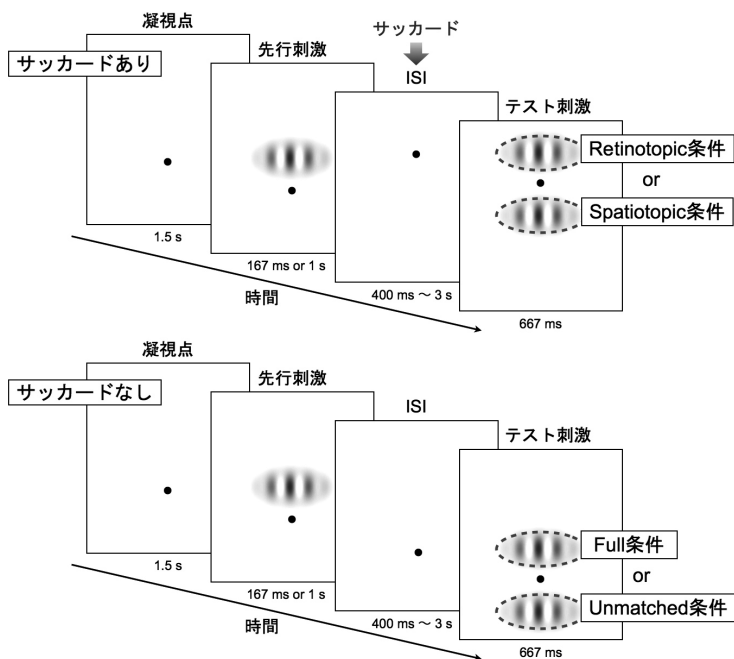 凝視点
サッカード
サッカードあり
先行刺激
ISI
テスト刺激
Retinotopic条件
or
Spatiotopic条件
1.5 s
167 ms or 1 s
時間
400 ms ～ 3 s
667 ms
凝視点
サッカードなし
先行刺激
ISI
テスト刺激
Full条件
or
Unmatched条件
1.5 s
167 ms or 1 s
時間
400 ms ～ 3 s
667 ms